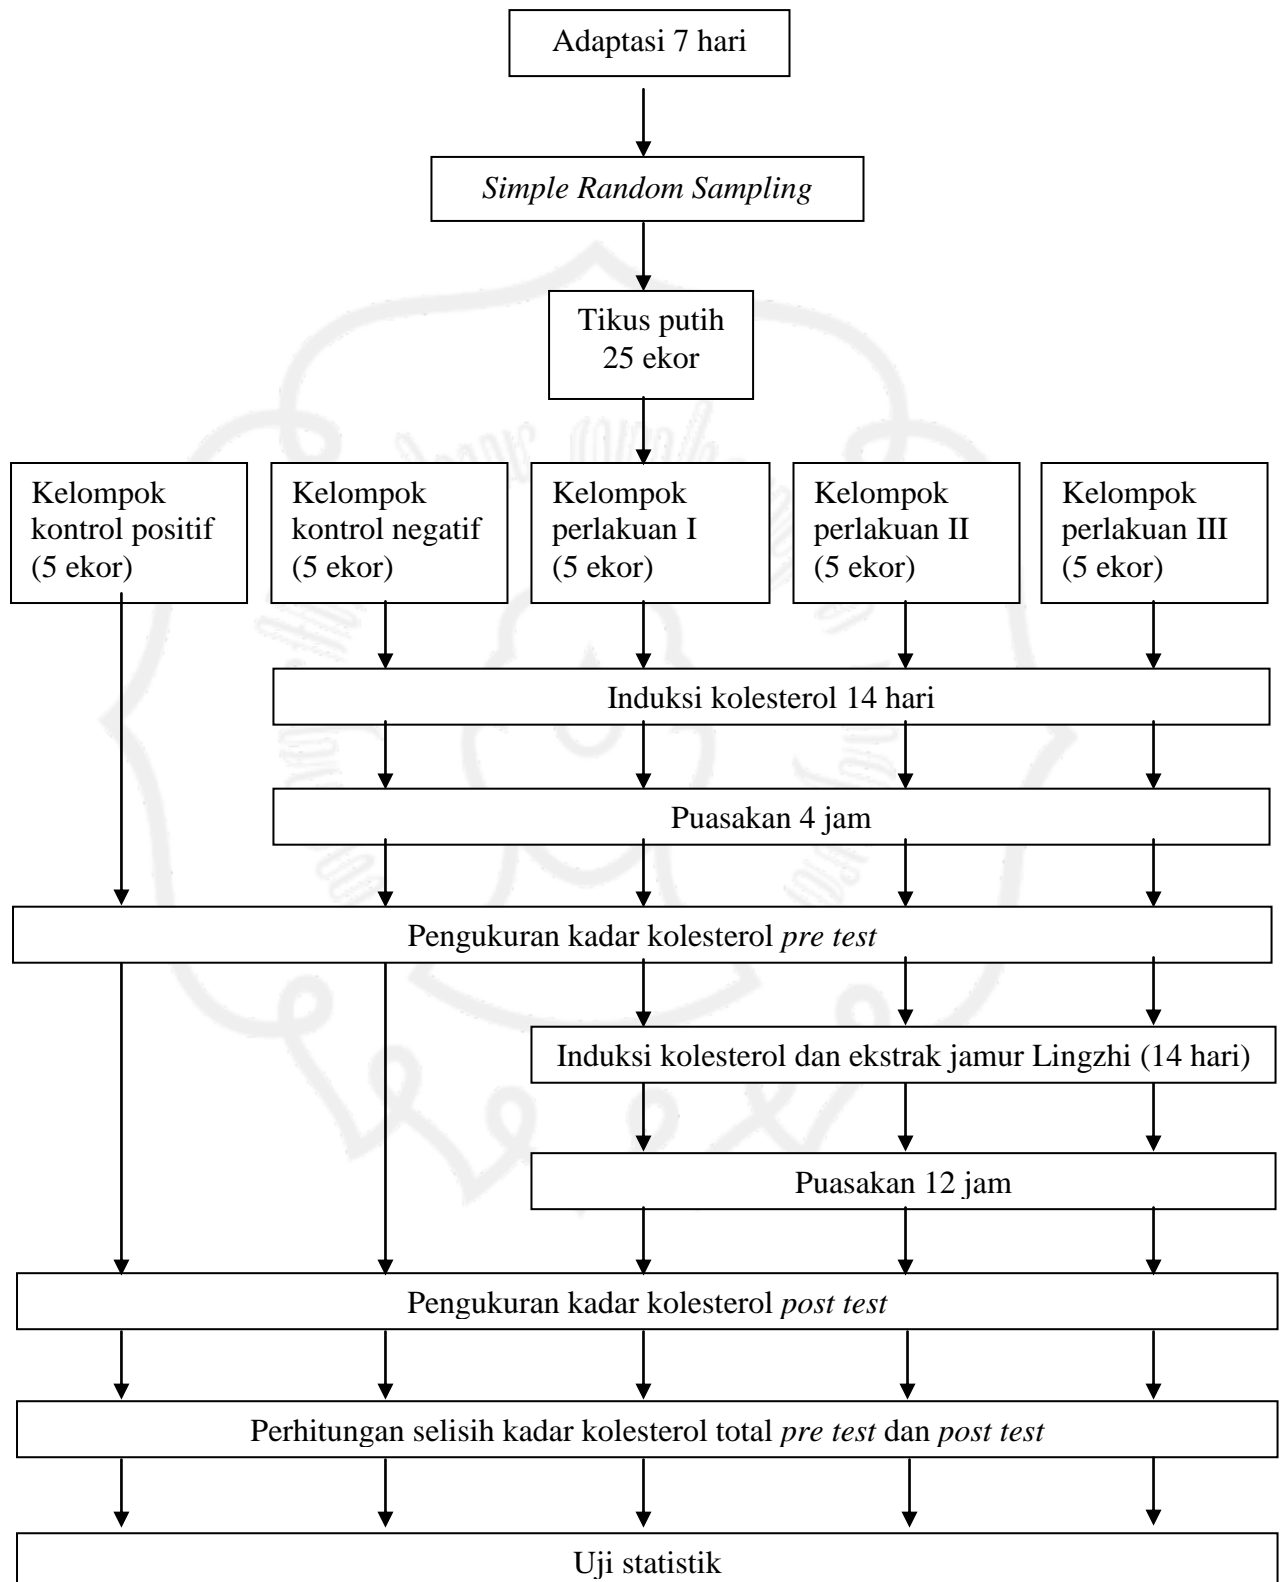 Adaptasi 7 hari
Simple Random Sampling
Tikus putih
25 ekor
Kelompok
kontrol positif
(5 ekor)
Kelompok
kontrol negatif
(5 ekor)
Kelompok
perlakuan I
(5 ekor)
Kelompok
perlakuan II
(5 ekor)
Kelompok
perlakuan III
(5 ekor)
Induksi kolesterol 14 hari
Puasakan 4 jam
Pengukuran kadar kolesterol pre test
Induksi kolesterol dan ekstrak jamur Lingzhi (14 hari)
Puasakan 12 jam
Pengukuran kadar kolesterol post test
Perhitungan selisih kadar kolesterol total pre test dan post test
Uji statistik